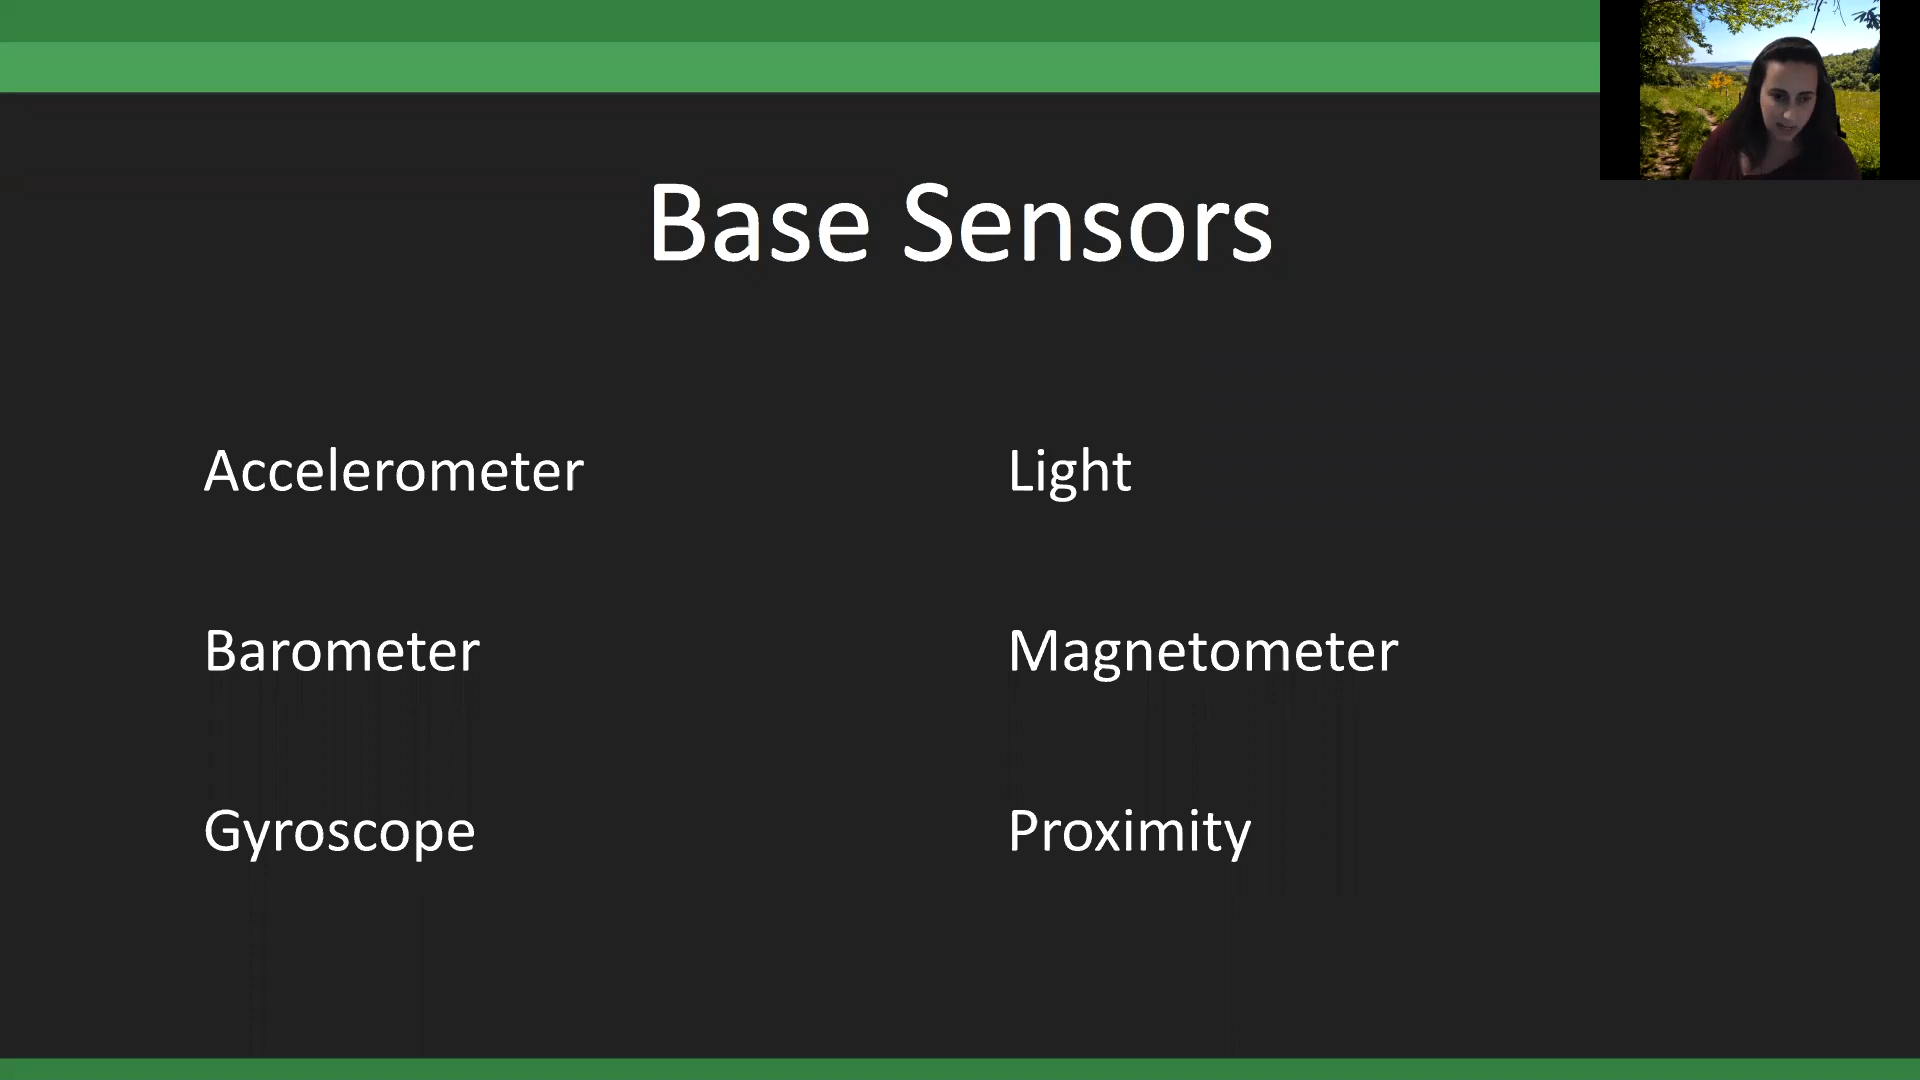 Base Sensors
Accelerometer
Barometer
Gyroscope
Light
Magnetometer
Proximity